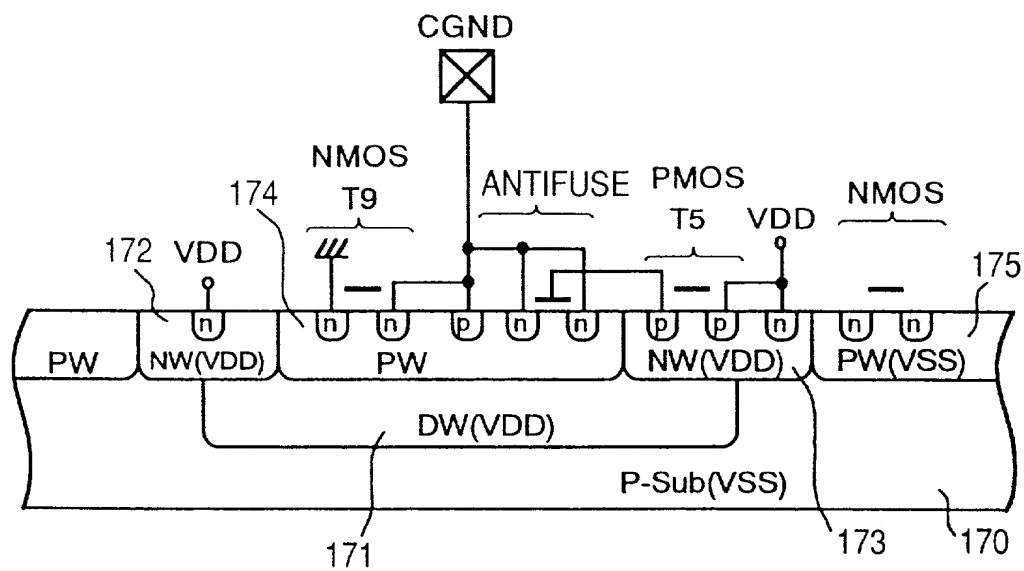 CGND
NMOS
T9
ANTIFUSE
PMOS
T5
VDD
NMOS
174
172
VDD
175
n
n
n
p
n
n
p
p
n
n
n
PW
NW(VDD)
PW
NW(VDD)
PW(VSS)
DW(VDD)
P-Sub(VSS)
171
173
170